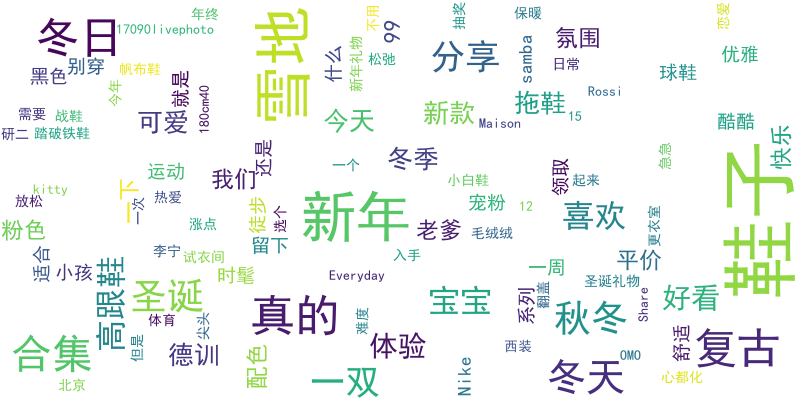 年终
17090livephoto
冬日
别穿
黑色
帆布鞋
今年
就是
需要
战鞋
研二
踏破铁鞋
180cm40
可爱
雪地
新年礼物
什么
不用
松弛
99
抽奖
保暖
分享
samba
氛围
日常
恋爱
优雅
球鞋
Rossi
拖鞋
15
新款
Maison
今天
酷酷
快乐
急急
还是
我们
运动
一个
冬季
小白鞋
领取
起来
鞋子
kitty
放松
一下
一次
热爱
徒步
选个
新年
宠粉
12
喜欢
更衣室
粉色
涨点
留下
老爹
毛绒绒
适合
小孩
高跟鞋
李宁
试衣间
时髦
入手
一周
平价
圣诞
Everyday
宝宝
系列
翻盖
圣诞礼物
Share
好看
体育
尖头
真的
难度
秋冬
合集
但是
德训
配色
体验
西装
OMO
舒适
复古
北京
一双
Nike
冬天
心都化